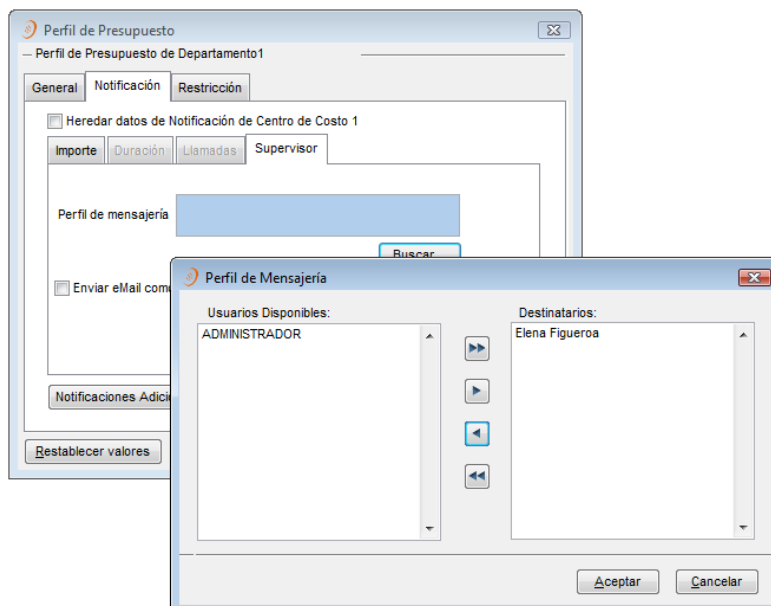 Perfil de Presupuesto
Perfil de Presupuesto de Departamento1
General Notificación Restricción
Heredar datos de Notificación de Centro de Costo 1
Importe Duración Llamadas Supervisor
Perfil de mensajería
Buscar...
Enviar eMail como
Notificaciones Adici
Restablecer valores
Perfil de Mensajería
Usuarios Disponibles: Destinatarios:
ADMINISTRADOR Elena Figueroa
Aceptar Cancelar